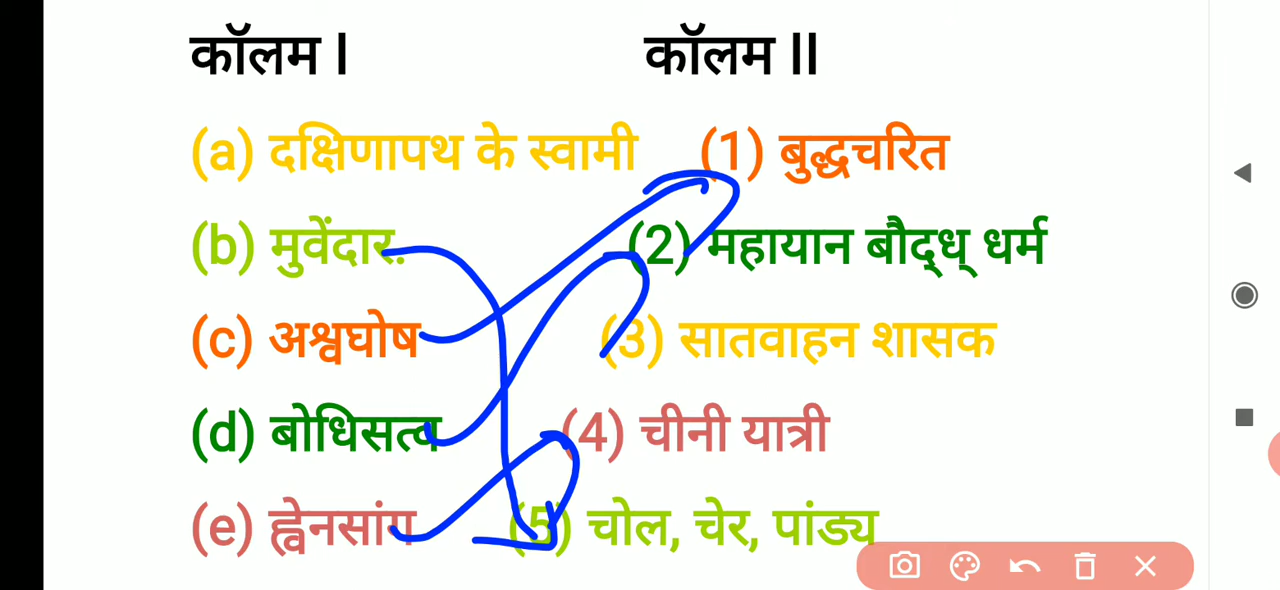 कॉलम I कॉलम II
(a) दक्षिणापथ के स्वामी (1) बुद्धचरित
(b) मुवेंदार. (2) महायान बौद्ध् धर्म
(c) अश्वघोष (3) सातवाहन शासक
(d) बोधिसत्व (4) चीनी यात्री
(e) ह्वेनसांग (5) चोल, चेर, पांड्य